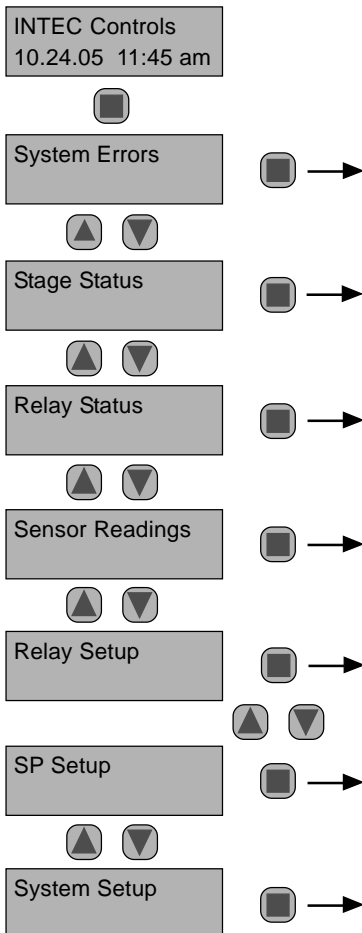 INTEC Controls
10.24.05 11:45 am
System Errors
Stage Status
Relay Status
Sensor Readings
Relay Setup
SP Setup
System Setup